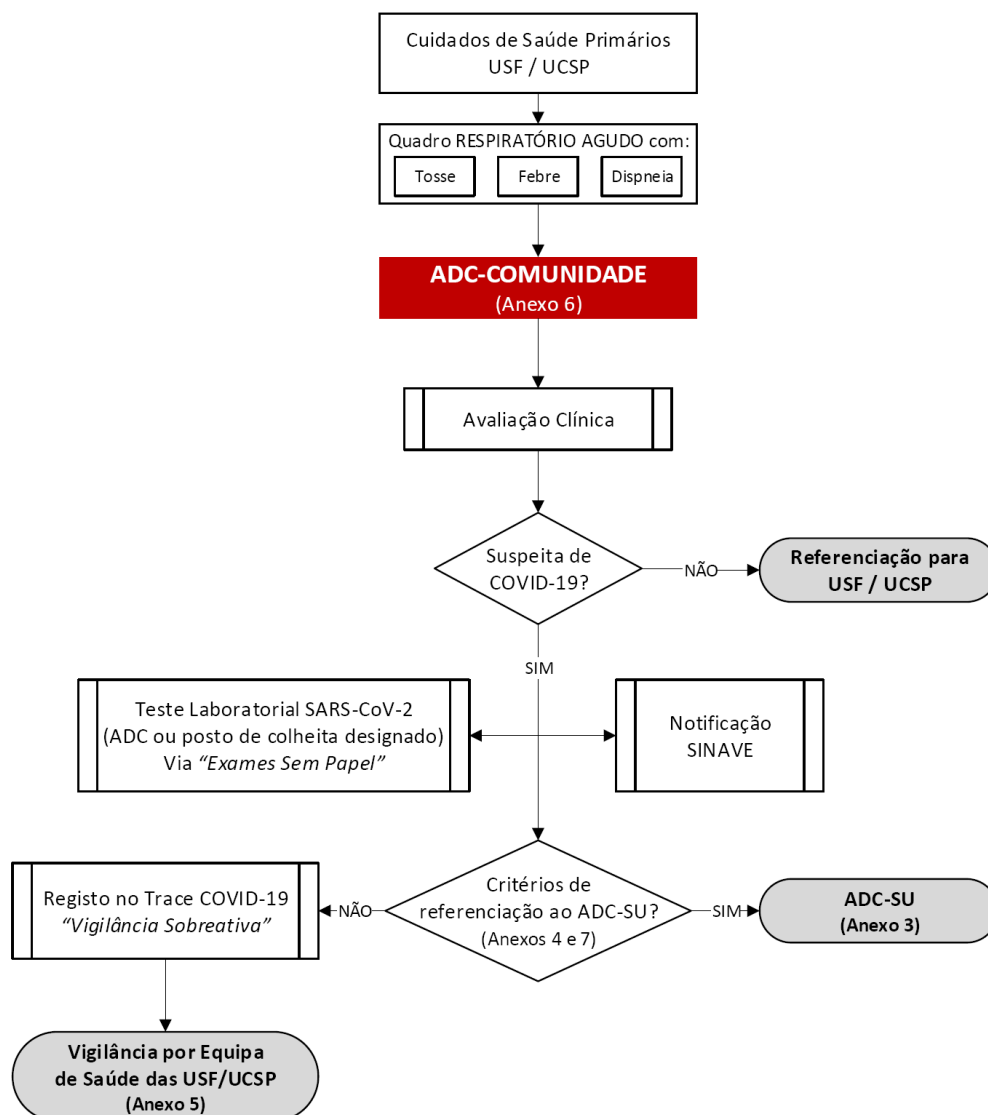 Cuidados de Saúde Primários
USF / UCSP
Quadro RESPIRATÓRIO AGUDO com:
Tosse
Febre
Dispneia
ADC-COMUNIDADE
(Anexo 6)
Avaliação Clínica
Suspeita de
COVID-19?
NÃO
Referenciação para
USF / UCSP
SIM
Teste Laboratorial SARS-CoV-2
(ADC ou posto de colheita designado)
Via “Exames Sem Papel”
Notificação
SINAVE
Critérios de
referenciação ao ADC-SU?
(Anexos 4 e 7)
NÃO
Registo no Trace COVID-19
“Vigilância Sobreativa”
SIM
ADC-SU
(Anexo 3)
Vigilância por Equipa
de Saúde das USF/UCSP
(Anexo 5)